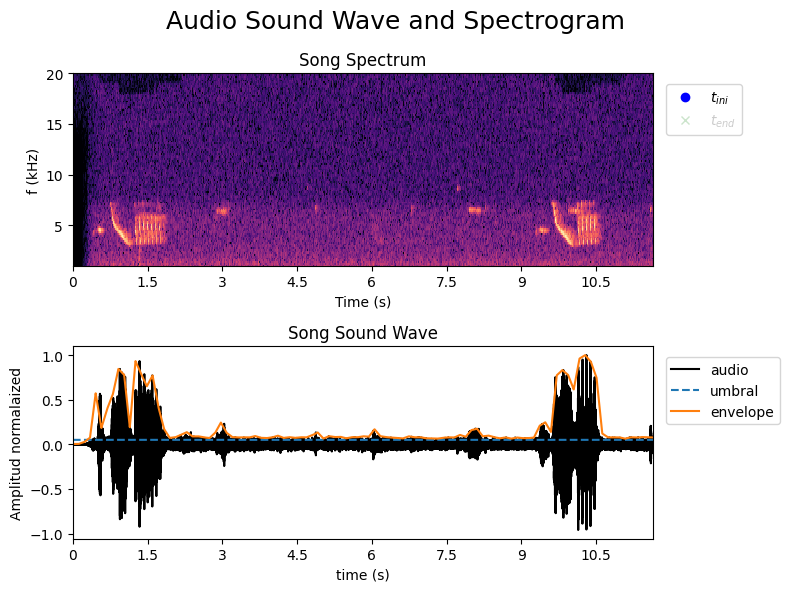 Audio Sound Wave and Spectrogram
Song Spectrum
20
15
10
5
f (kHz)
0 1.5 3 4.5 6 7.5 9 10.5
Time (s)
t_ini
t_end
Song Sound Wave
1.0
0.5
0.0
−0.5
−1.0
Amplitud normalaized
0 1.5 3 4.5 6 7.5 9 10.5
time (s)
audio
umbral
envelope